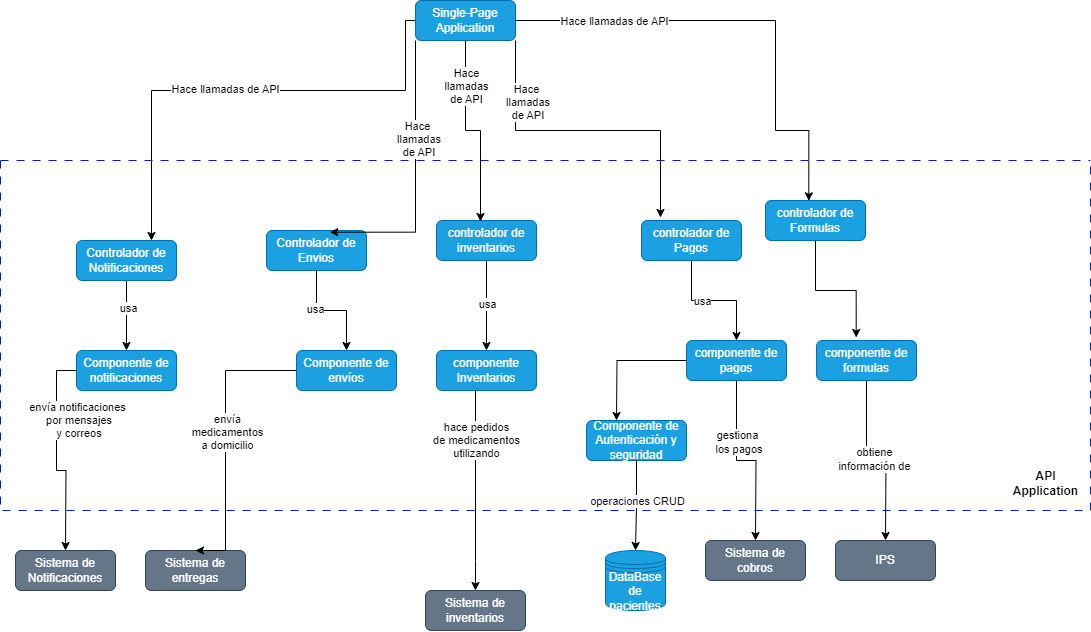 Single-Page
Application
Hace llamadas de API
Hace llamadas de API
Hace
llamadas
de API
Hace
llamadas
de API
Hace
llamadas
de API
Controlador de
Notificaciones
Controlador de
Envios
controlador de
inventarios
controlador de
Pagos
controlador de
Formulas
usa
usa
usa
usa
Componente de
notificaciones
Componente de
envíos
componente
Inventarios
componente de
pagos
componente de
formulas
envía notificaciones
por mensajes
y correos
envía
medicamentos
a domicilio
hace pedidos
de medicamentos
utilizando
Componente de
Autenticación y
seguridad
gestiona
los pagos
obtiene
información de
operaciones CRUD
API
Application
Sistema de
Notificaciones
Sistema de
entregas
Sistema de
inventarios
DataBase
de
pacientes
Sistema de
cobros
IPS